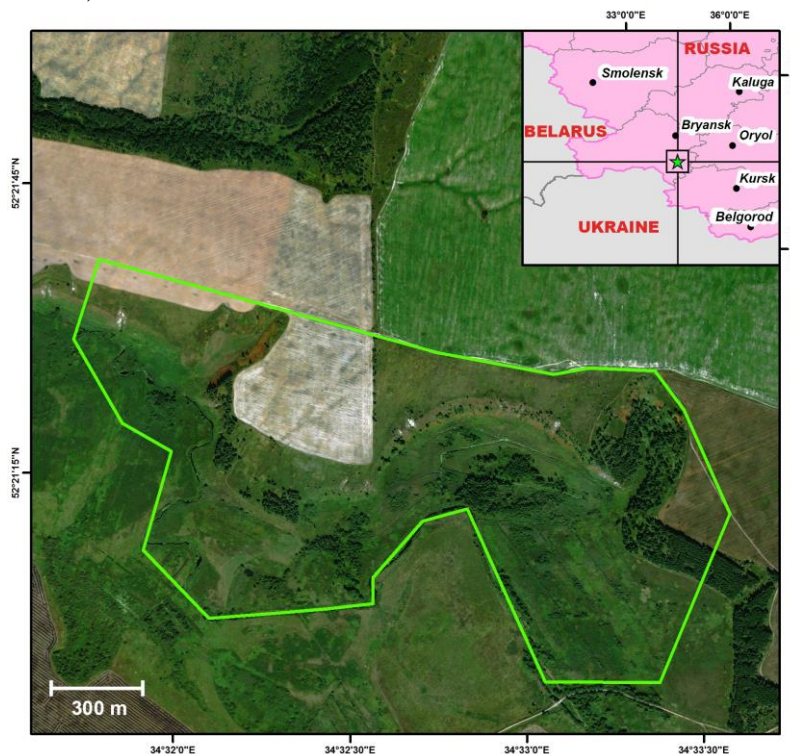 33°0'0"E
36°0'0"E
RUSSIA
Smolensk
Kaluga
BELARUS
Bryansk
Oryol
Kursk
UKRAINE
Belgorod
52°21'45"N
52°21'15"N
300 m
34°32'0"E
34°32'30"E
34°33'0"E
34°33'30"E